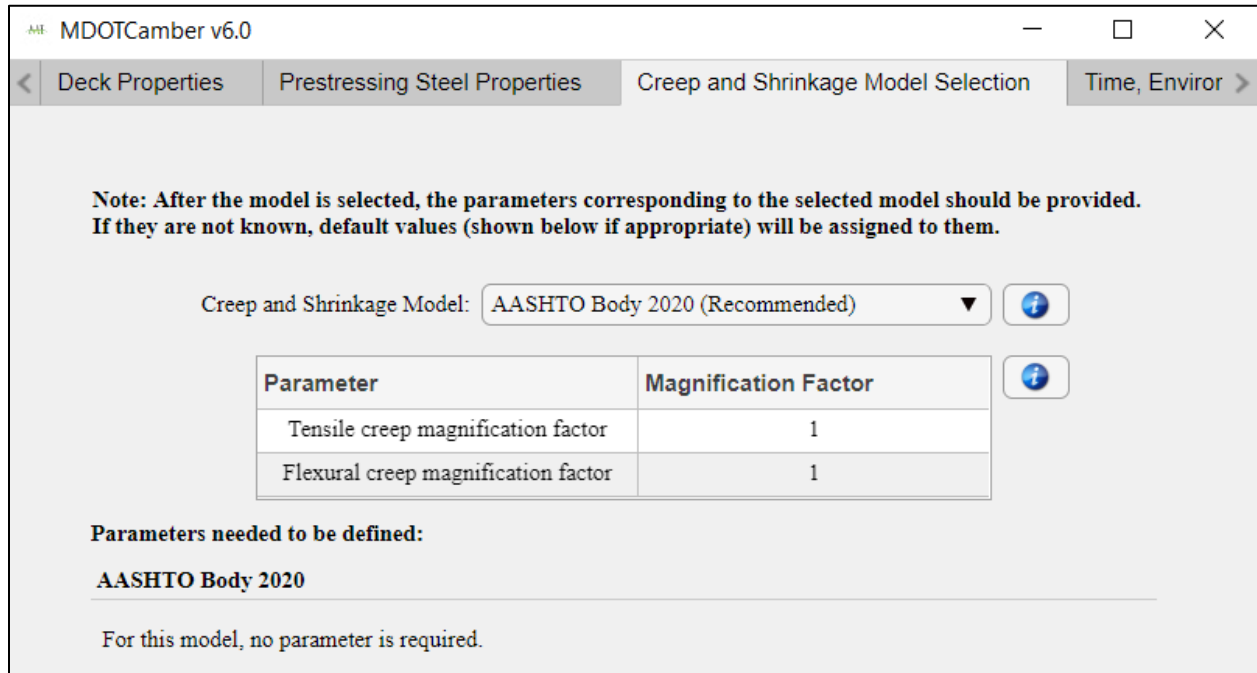 MDOTCamber v6.0
Deck Properties Prestressing Steel Properties Creep and Shrinkage Model Selection Time, Enviror
Note: After the model is selected, the parameters corresponding to the selected model should be provided.
If they are not known, default values (shown below if appropriate) will be assigned to them.
Creep and Shrinkage Model: AASHTO Body 2020 (Recommended)
Parameter Magnification Factor
Tensile creep magnification factor 1
Flexural creep magnification factor 1
Parameters needed to be defined:
AASHTO Body 2020
For this model, no parameter is required.